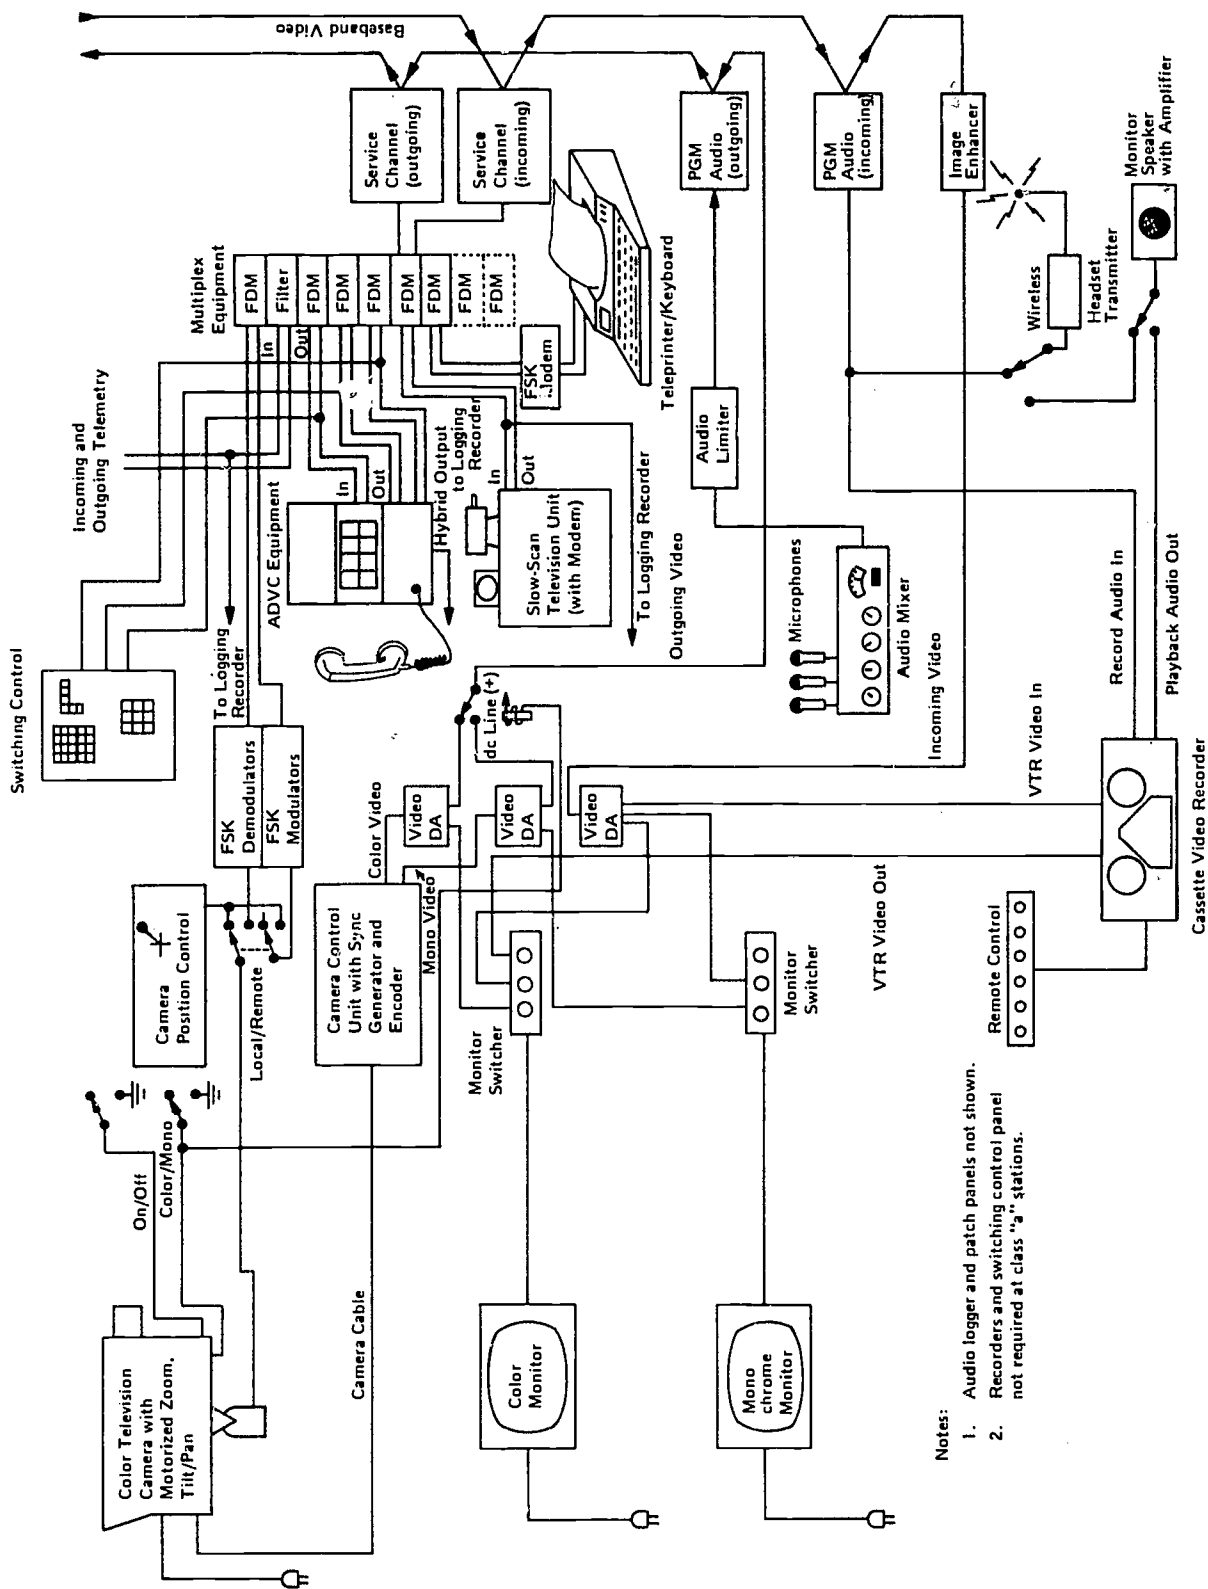 Switching Control
Incoming and
Outgoing Telemetry
Multiplex
Equipment
Baseband Video
Service
Channel
(outgoing)
Service
Channel
(incoming)
PGM
Audio
(outgoing)
PGM
Audio
(incoming)
Image
Enhancer
Monitor
Speaker
with Amplifier
FDM
Filter
FDM
FDM
FDM
FDM
FDM
FDM
FDM
In
Out
FSK
Modem
Teleprinter/Keyboard
Wireless
Headset
Transmitter
Audio
Limiter
To Logging
Recorder
ADVC Equipment
In
Out
Hybrid Output
to Logging
Recorder
In
Out
Slow-Scan
Television Unit
(with Modem)
To Logging Recorder
Outgoing Video
Microphones
Audio Mixer
Incoming Video
Record Audio In
Playback Audio Out
FSK
Demodulators
FSK
Modulators
dc Line (+)
Color Video
Video
DA
Video
DA
Video
DA
VTR Video In
Camera
Position Control
Local/Remote
Camera Control
Unit with Sync
Generator and
Encoder
Mono Video
Monitor
Switcher
Monitor
Switcher
VTR Video Out
Remote Control
Cassette Video Recorder
On/Off
Color/Mono
Color Television
Camera with
Motorized Zoom,
Tilt/Pan
Camera Cable
Color
Monitor
Mono
chrome
Monitor
Notes:
1. Audio logger and patch panels not shown.
2. Recorders and switching control panel
not required at class "a" stations.